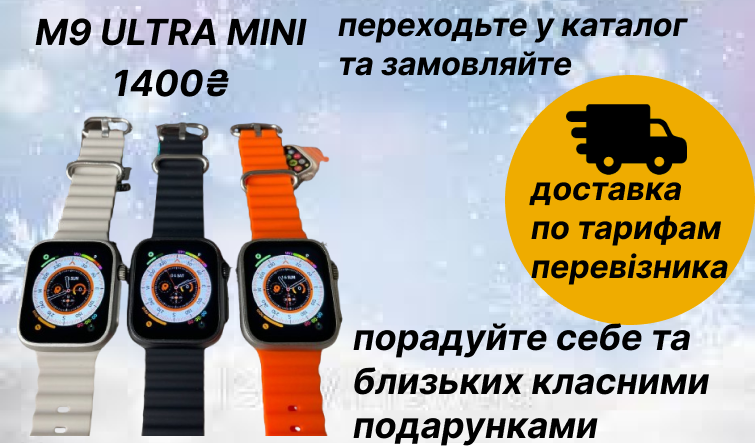 M9 ULTRA MINI
1400₴
переходьте у каталог
та замовляйте
доставка
по тарифам
перевізника
порадуйте себе та
близьких класними
подарунками